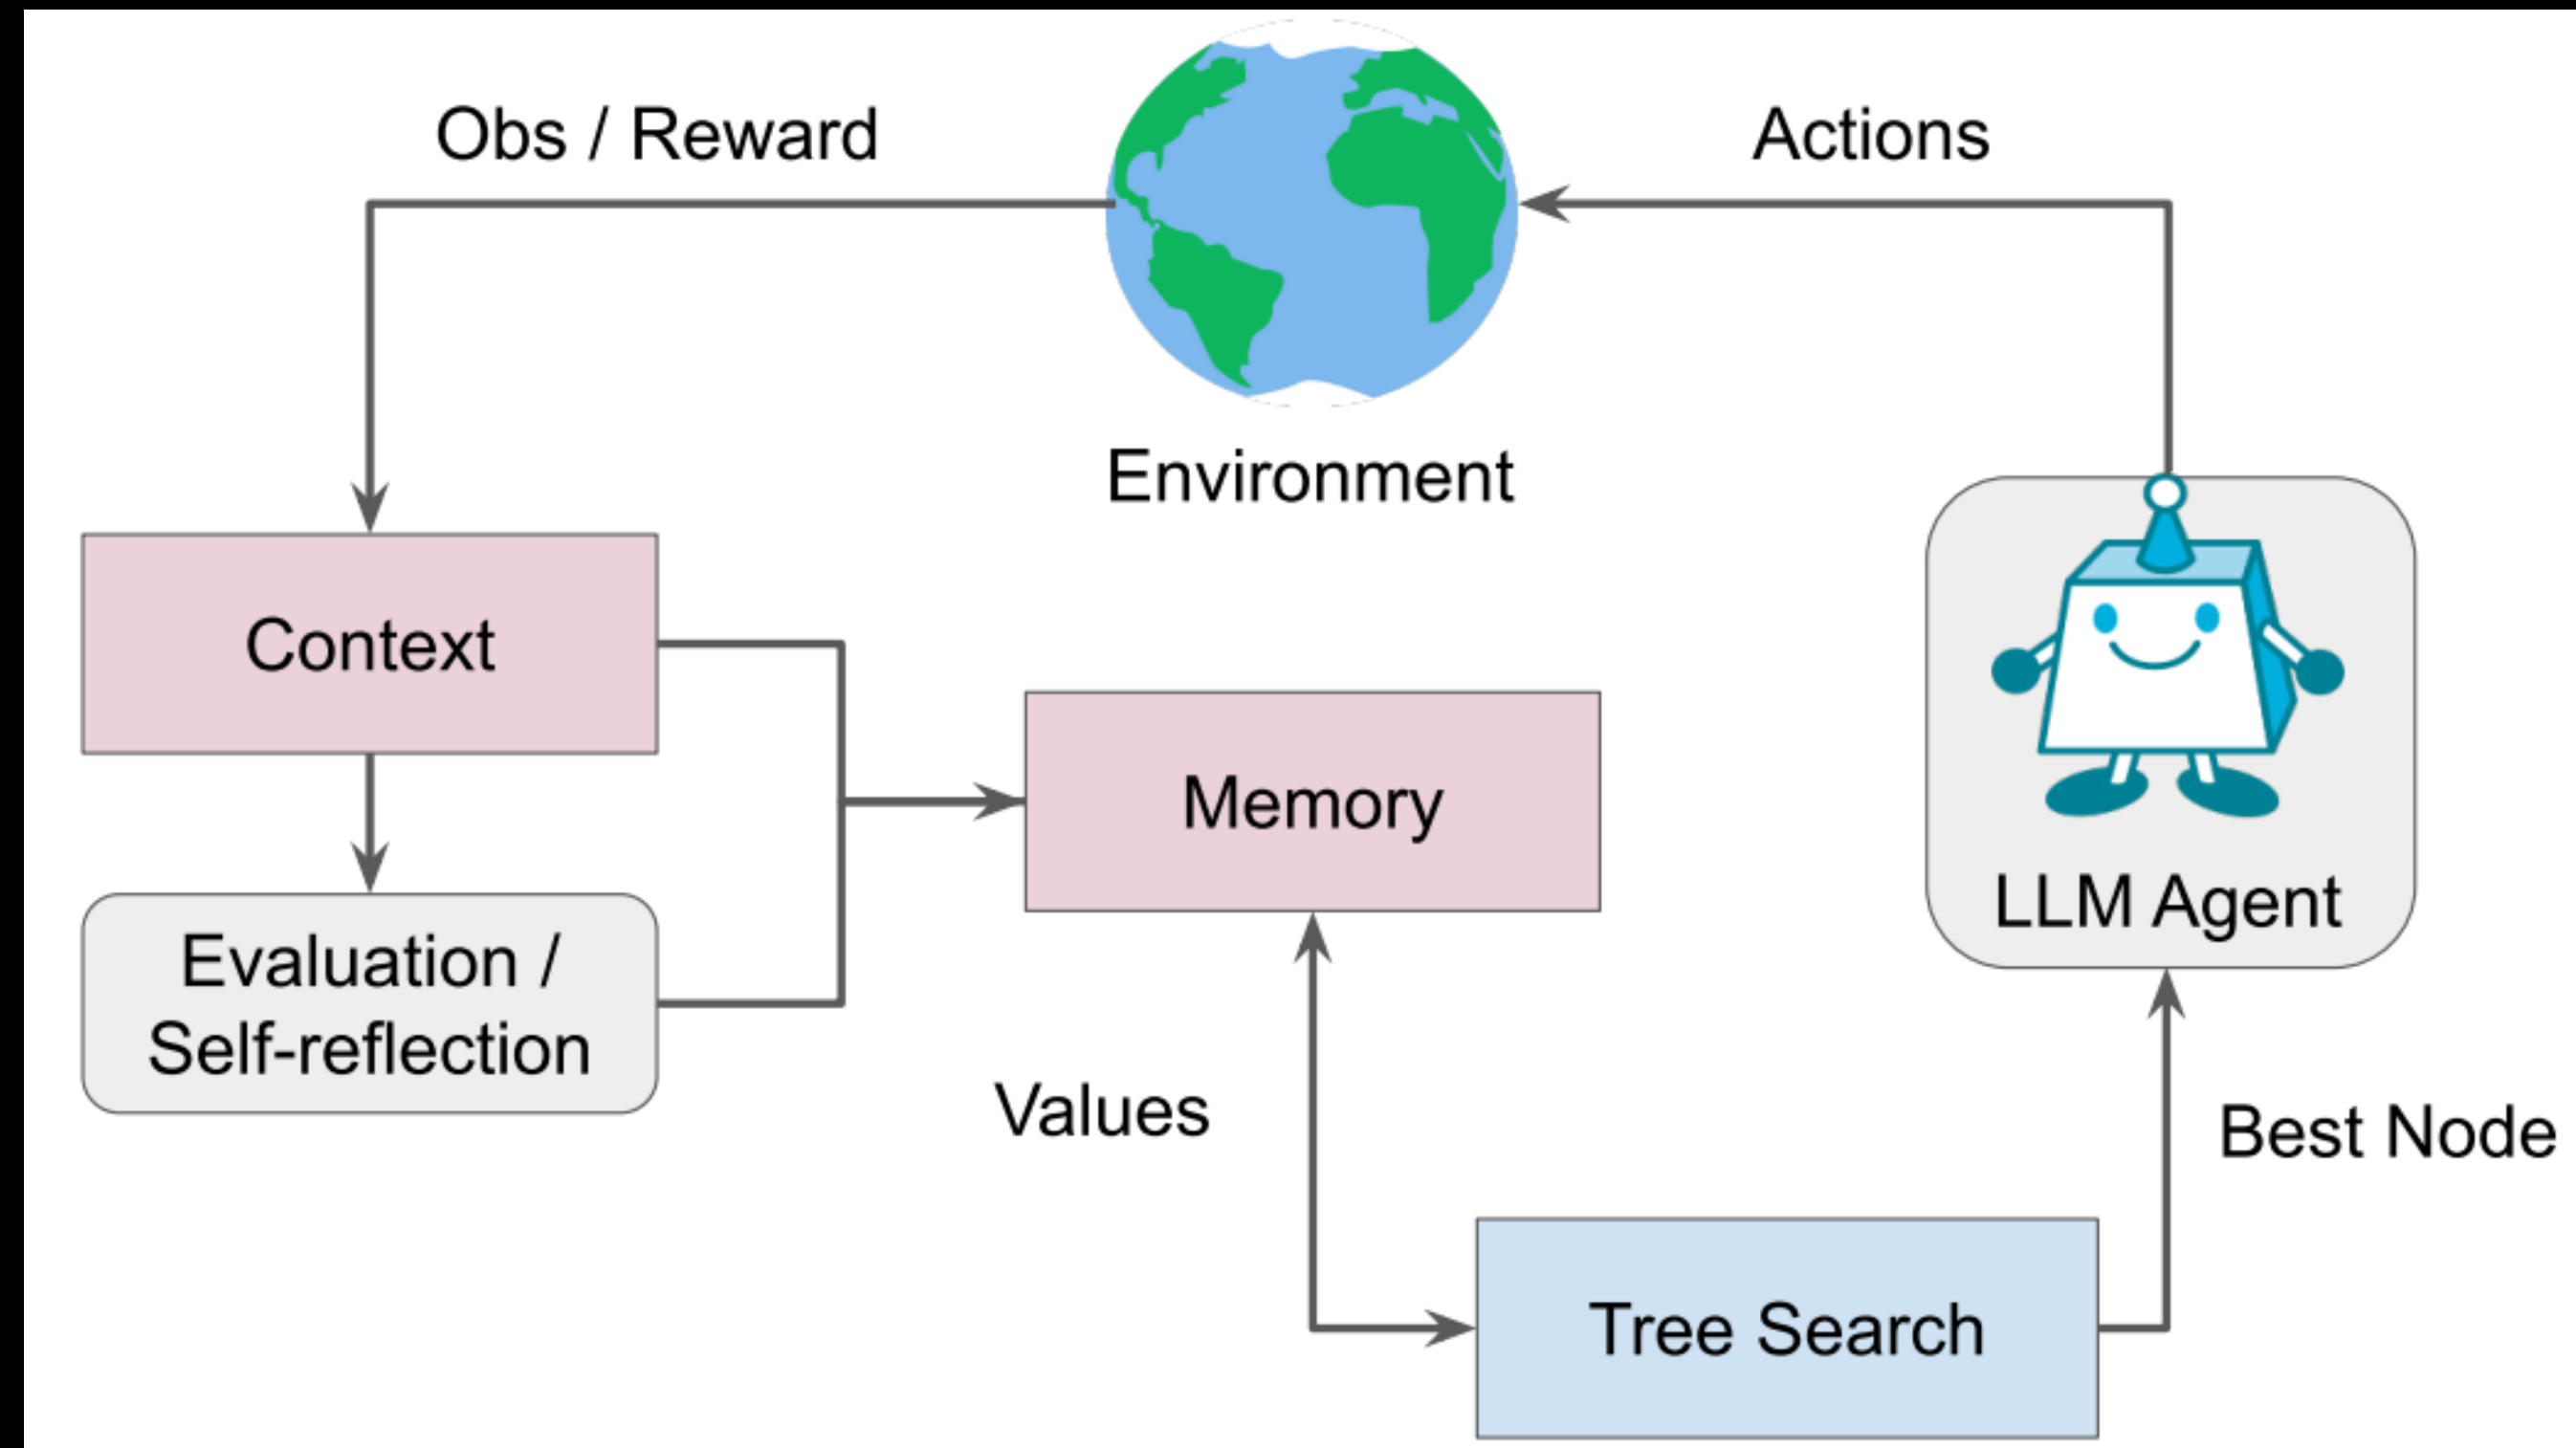 Obs / Reward
Actions
Environment
Context
Memory
LLM Agent
Evaluation /
Self-reflection
Values
Best Node
Tree Search